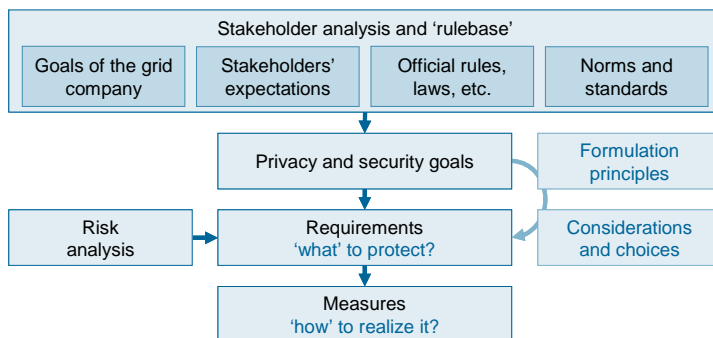 Stakeholder analysis and ‘rulebase’
Goals of the grid
company
Stakeholders’
expectations
Official rules,
laws, etc.
Norms and
standards
Privacy and security goals
Formulation
principles
Risk
analysis
Requirements
‘what’ to protect?
Considerations
and choices
Measures
‘how’ to realize it?